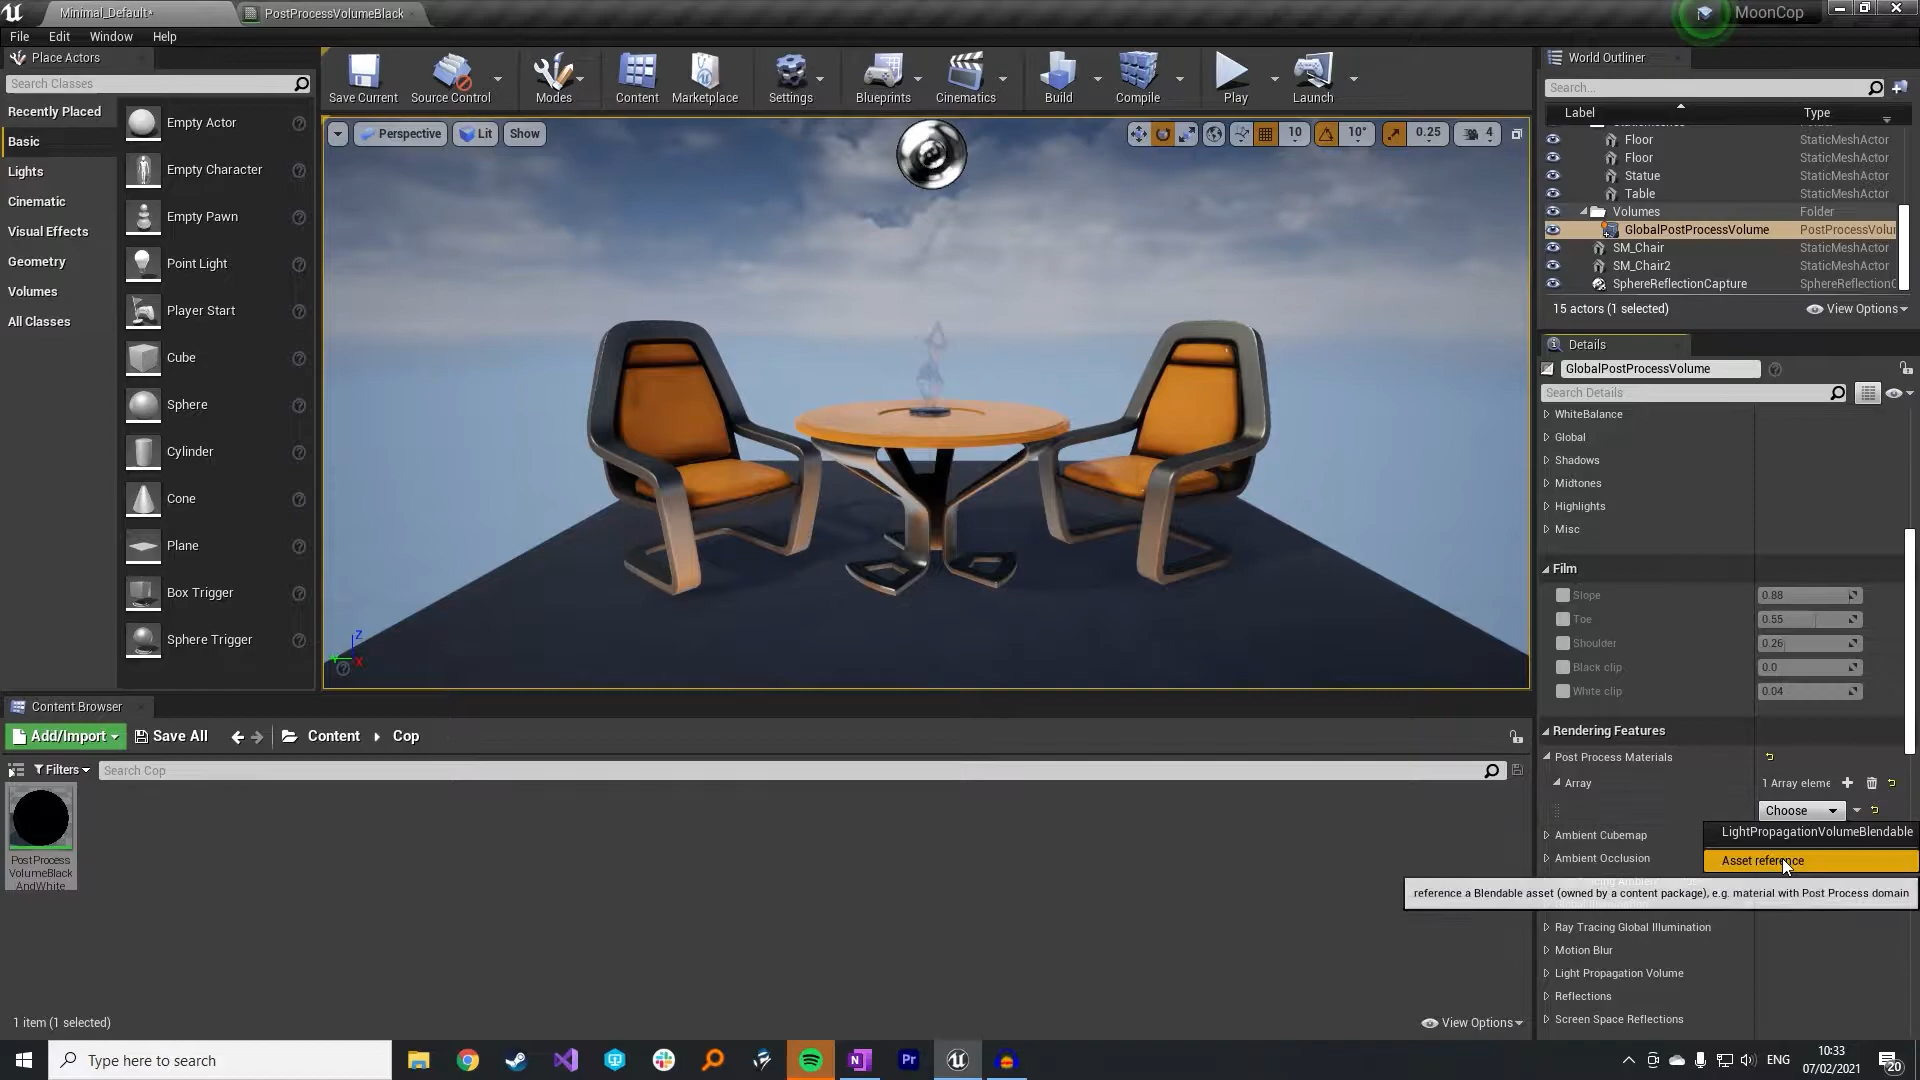 Minimal_Default*
PostProcessVolumeBlack
MoonCop
File Edit Window Help
Place Actors
Search Classes
Recently Placed
Basic
Lights
Cinematic
Visual Effects
Geometry
Volumes
All Classes
Empty Actor
Empty Character
Empty Pawn
Point Light
Player Start
Cube
Sphere
Cylinder
Cone
Plane
Box Trigger
Sphere Trigger
Save Current
Source Control
Modes
Content
Marketplace
Settings
Blueprints
Cinematics
Build
Compile
Play
Launch
Perspective
Lit
Show
10
10°
0.25
4
Z
X
World Outliner
Search...
Label Type
Floor StaticMeshActor
Floor StaticMeshActor
Statue StaticMeshActor
Table StaticMeshActor
Volumes Folder
GlobalPostProcessVolume PostProcessVolu
SM_Chair StaticMeshActor
SM_Chair2 StaticMeshActor
SphereReflectionCapture SphereReflectionC
15 actors (1 selected)
View Options
Details
GlobalPostProcessVolume
Search Details
WhiteBalance
Global
Shadows
Midtones
Highlights
Misc
Film
Slope 0.88
Toe 0.55
Shoulder 0.26
Black clip 0.0
White clip 0.04
Rendering Features
Post Process Materials
Array 1 Array eleme
Choose
LightPropagationVolumeBlendable
Ambient Cubemap
Ambient Occlusion
Asset reference
reference a Blendable asset (owned by a content package), e.g. material with Post Process domain
Ray Tracing Global Illumination
Motion Blur
Light Propagation Volume
Reflections
Screen Space Reflections
Content Browser
Add/Import
Save All
Content
Cop
Filters
Search Cop
PostProcess
VolumeBlack
AndWhite
1 item (1 selected)
View Options
Type here to search
Pr
ENG
10:33
07/02/2021
20